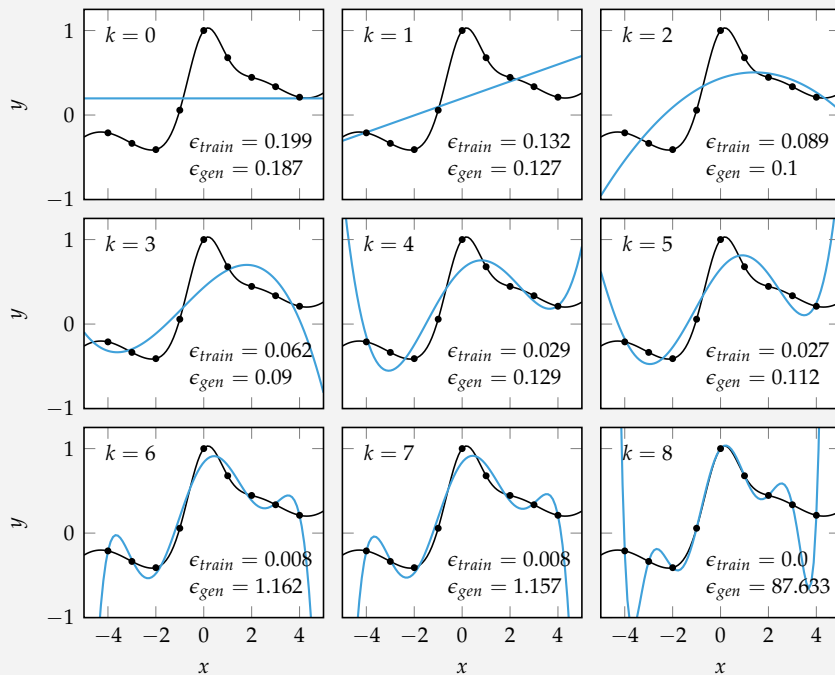 k = 0
k = 1
k = 2
1
0
−1
y
ϵtrain = 0.199
ϵgen = 0.187
ϵtrain = 0.132
ϵgen = 0.127
ϵtrain = 0.089
ϵgen = 0.1
k = 3
k = 4
k = 5
1
0
−1
y
ϵtrain = 0.062
ϵgen = 0.09
ϵtrain = 0.029
ϵgen = 0.129
ϵtrain = 0.027
ϵgen = 0.112
k = 6
k = 7
k = 8
1
0
−1
y
ϵtrain = 0.008
ϵgen = 1.162
ϵtrain = 0.008
ϵgen = 1.157
ϵtrain = 0.0
ϵgen = 87.633
−4 −2 0 2 4
−4 −2 0 2 4
−4 −2 0 2 4
x
x
x